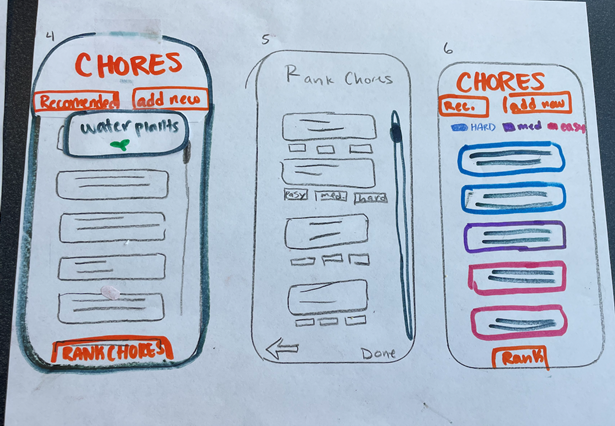 4
CHORES
Recomended add new
water plants
RANK CHORES
5
Rank Chores
easy med. hard
Done
6
CHORES
Rec. add new
HARD med easy
Rank